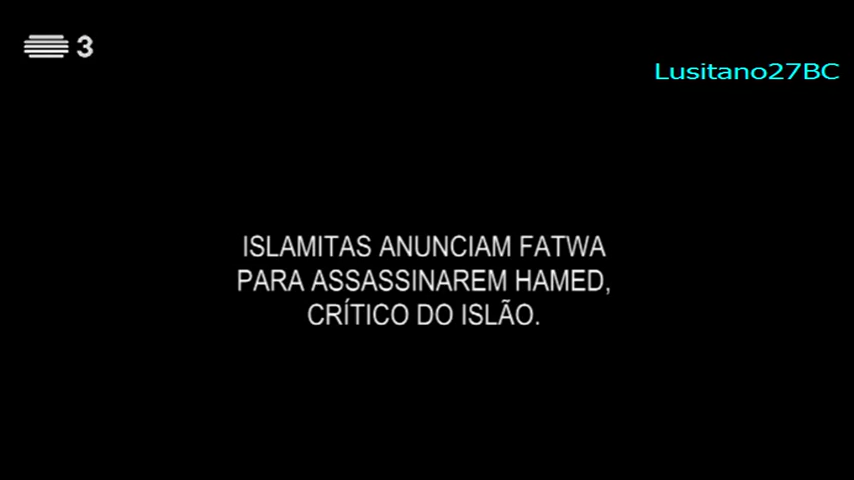 3
Lusitano27BC
ISLAMITAS ANUNCIAM FATWA
PARA ASSASSINAREM HAMED,
CRÍTICO DO ISLÃO.